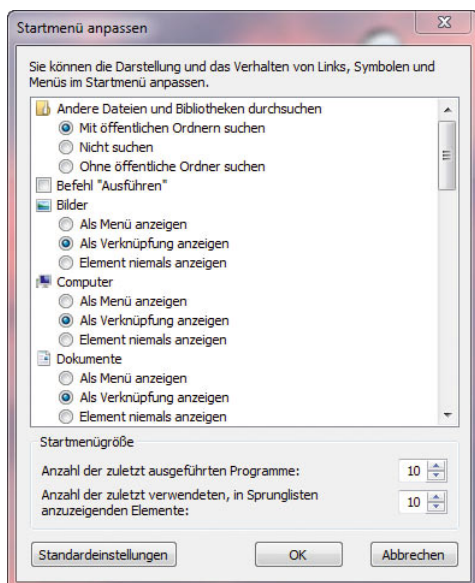 Startmenü anpassen
Sie können die Darstellung und das Verhalten von Links, Symbolen und
Menüs im Startmenü anpassen.
Andere Dateien und Bibliotheken durchsuchen
Mit öffentlichen Ordnern suchen
Nicht suchen
Ohne öffentliche Ordner suchen
Befehl "Ausführen"
Bilder
Als Menü anzeigen
Als Verknüpfung anzeigen
Element niemals anzeigen
Computer
Als Menü anzeigen
Als Verknüpfung anzeigen
Element niemals anzeigen
Dokumente
Als Menü anzeigen
Als Verknüpfung anzeigen
Element niemals anzeigen
Startmenügröße
Anzahl der zuletzt ausgeführten Programme: 10
Anzahl der zuletzt verwendeten, in Sprunglisten
anzuzeigenden Elemente: 10
Standardeinstellungen OK Abbrechen